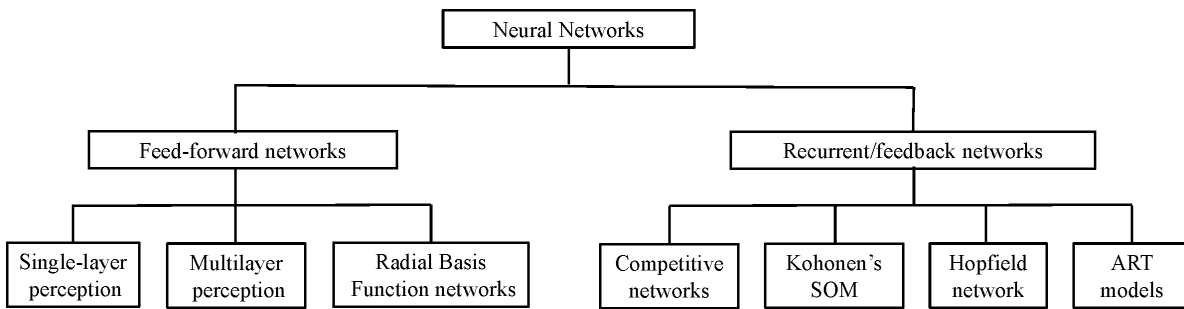 Neural Networks
Feed-forward networks
Recurrent/feedback networks
Single-layer
perception
Multilayer
perception
Radial Basis
Function networks
Competitive
networks
Kohonen's
SOM
Hopfield
network
ART
models